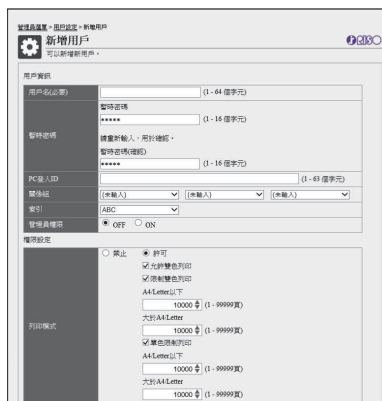 管理員選單 > 用戶設定 > 新增用戶
新增用戶
RISO
可以新增新用戶。
用戶資訊
用戶名(必要) (1 - 64 個字元)
暫時密碼
暫時密碼
***** (1 - 16 個字元)
請重新輸入，用於確認。
暫時密碼(確認)
***** (1 - 16 個字元)
PC登入ID (1 - 63 個字元)
關係組 (未輸入) (未輸入) (未輸入)
索引 ABC
管理員權限 OFF ON
權限設定
列印模式
禁止 許可
允許雙色列印
限制雙色列印
A4/Letter以下
10000 (1 - 99999頁)
大於A4/Letter
10000 (1 - 99999頁)
單色限制列印
A4/Letter以下
10000 (1 - 99999頁)
大於A4/Letter
10000 (1 - 99999頁)